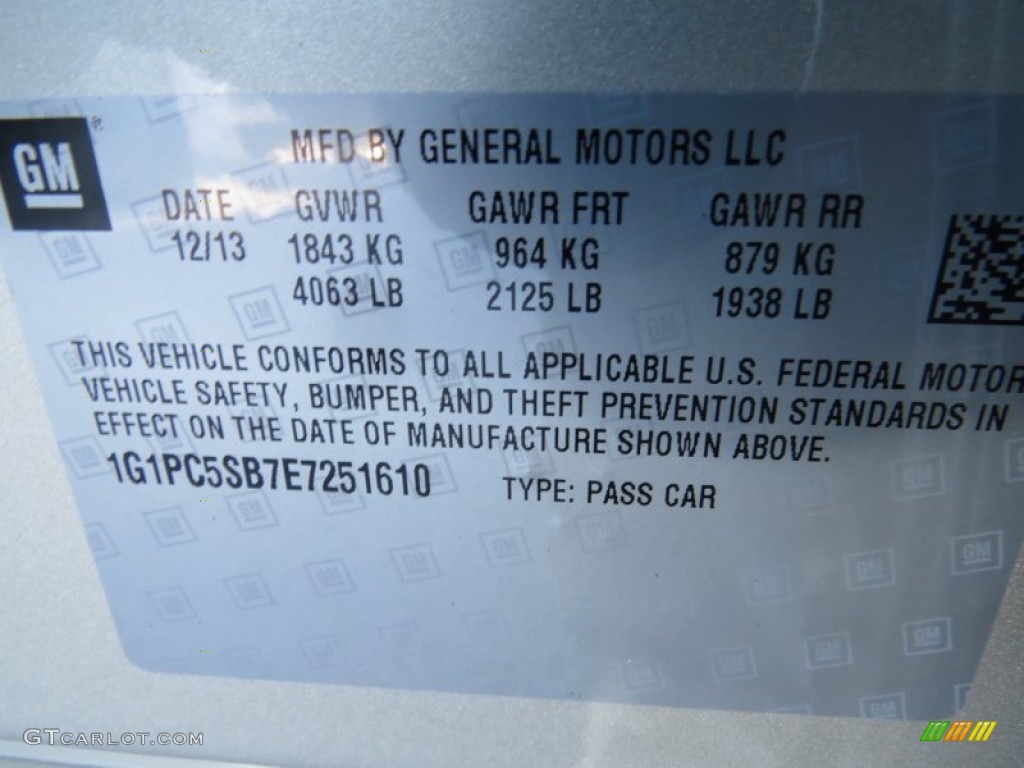 GM
MFD BY GENERAL MOTORS LLC
DATE GVWR GAWR FRT GAWR RR
12/13 1843 KG 964 KG 879 KG
4063 LB 2125 LB 1938 LB
THIS VEHICLE CONFORMS TO ALL APPLICABLE U.S. FEDERAL MOTOR
VEHICLE SAFETY, BUMPER, AND THEFT PREVENTION STANDARDS IN
EFFECT ON THE DATE OF MANUFACTURE SHOWN ABOVE.
1G1PC5SB7E7251610 TYPE: PASS CAR
GTCARLOT.COM